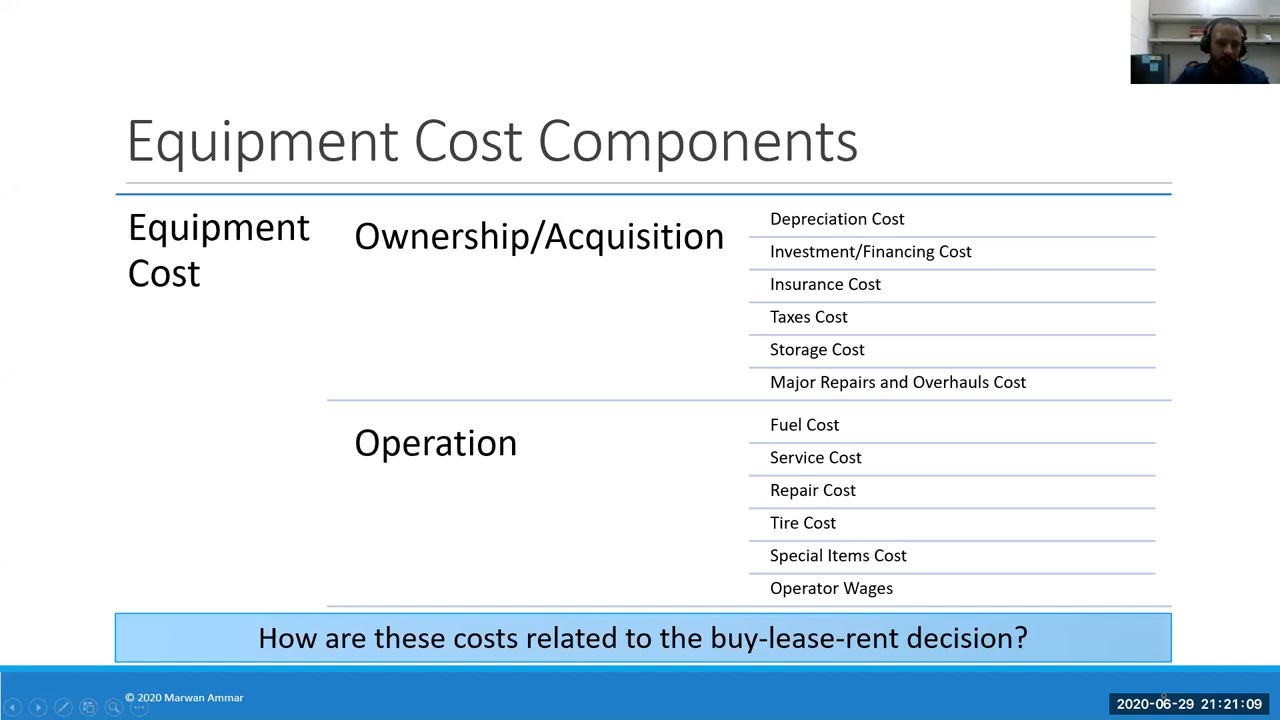 Equipment Cost Components
Equipment
Cost
Ownership/Acquisition
Depreciation Cost
Investment/Financing Cost
Insurance Cost
Taxes Cost
Storage Cost
Major Repairs and Overhauls Cost
Operation
Fuel Cost
Service Cost
Repair Cost
Tire Cost
Special Items Cost
Operator Wages
How are these costs related to the buy-lease-rent decision?
© 2020 Marwan Ammar
2020-06-29 21:21:09